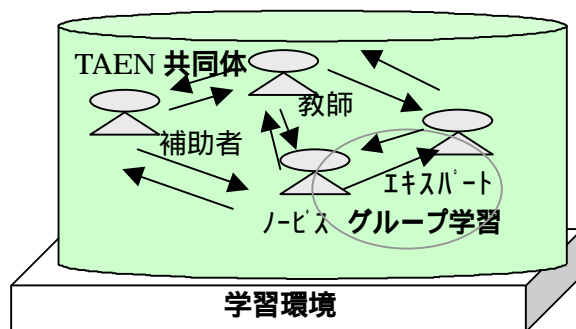 TAEN 共同体
教師
補助者
ｴｷｽﾊﾟｰﾄ
ﾉｰﾋﾞｽ グループ学習
学習環境